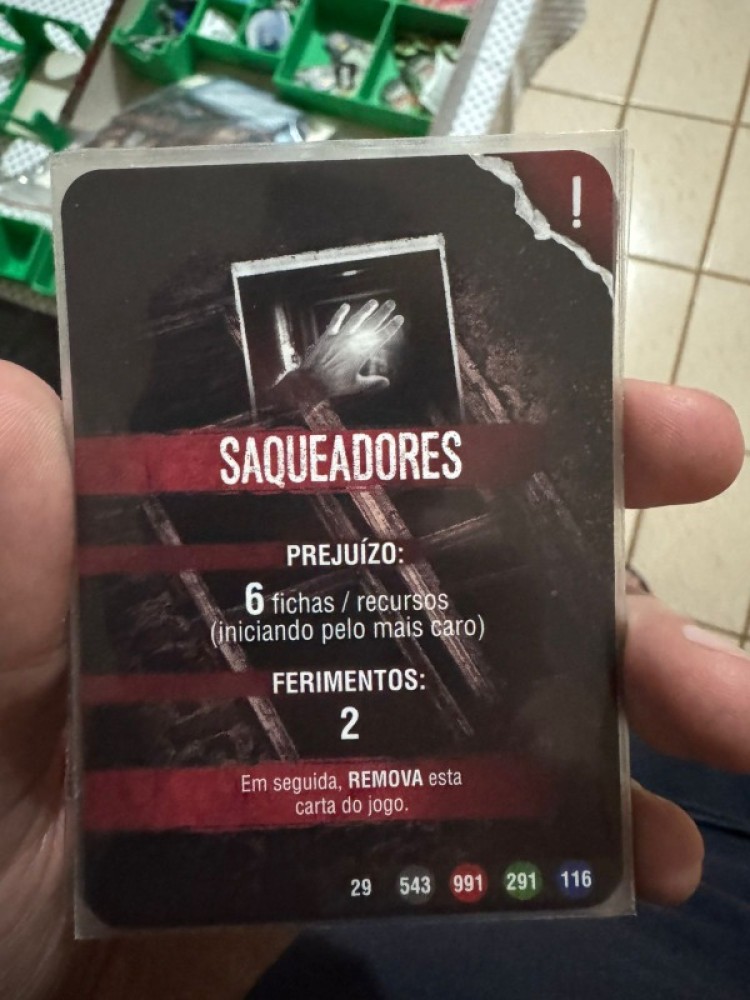 !
SAQUEADORES
PREJUÍZO:
6 fichas / recursos
(iniciando pelo mais caro)
FERIMENTOS:
2
Em seguida, REMOVA esta
carta do jogo.
29 543 991 291 116